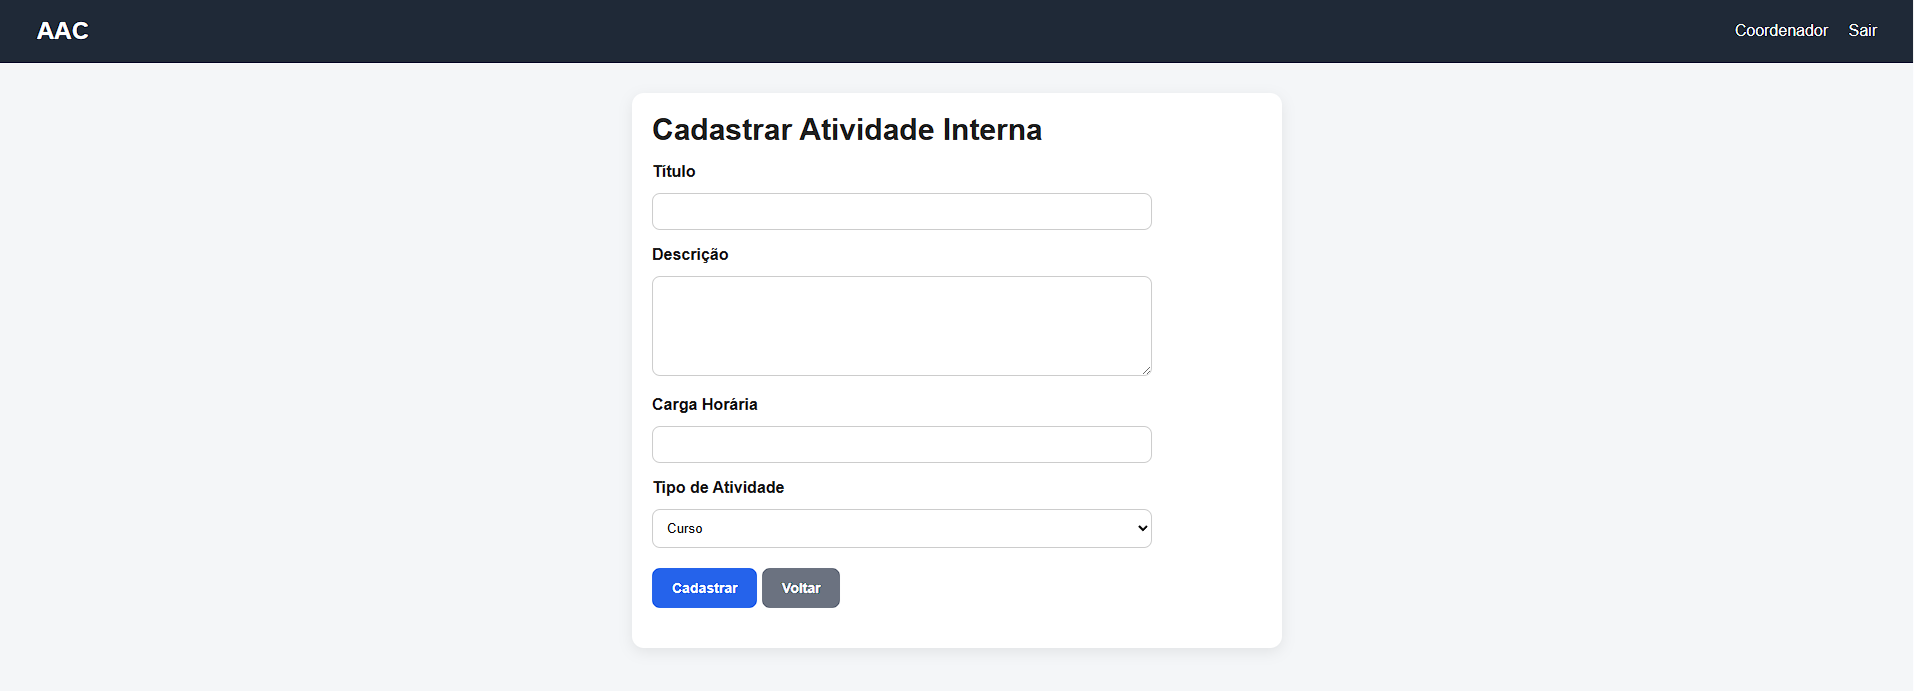 AAC
Coordenador Sair
Cadastrar Atividade Interna
Título
Descrição
Carga Horária
Tipo de Atividade
Curso
Cadastrar Voltar